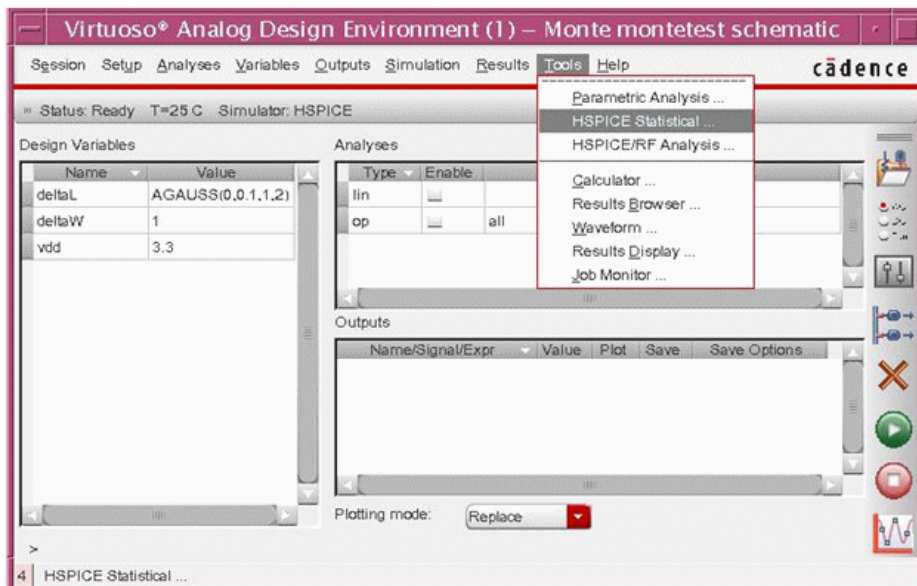 Virtuoso® Analog Design Environment (1) – Monte montetest schematic
Session Setup Analyses Variables Outputs Simulation Results Tools Help
cādence
Status: Ready T=25 C Simulator: HSPICE
Parametric Analysis ...
HSPICE Statistical ...
HSPICE/RF Analysis ...
Calculator ...
Results Browser ...
Waveform ...
Results Display ...
Job Monitor ...
Design Variables
Name Value
deltaL AGAUSS(0,0.1,1,2)
deltaW 1
vdd 3.3
Analyses
Type Enable
lin
op all
Outputs
Name/Signal/Expr Value Plot Save Save Options
Plotting mode: Replace
>
4 HSPICE Statistical ...